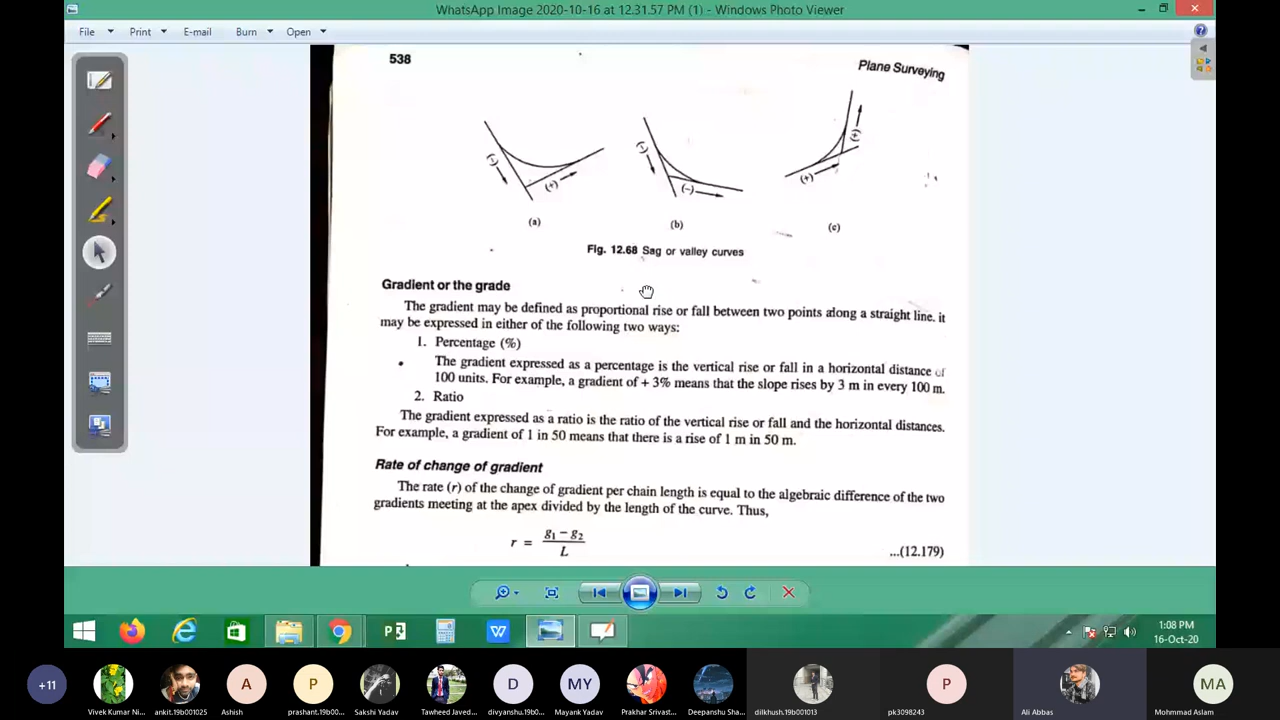 WhatsApp Image 2020-10-16 at 12.31.57 PM (1) - Windows Photo Viewer
File Print E-mail Burn Open
538
Plane Surveying
(-) (+) (-) (-) (+) (+)
(a) (b) (c)
Fig. 12.68 Sag or valley curves
Gradient or the grade
The gradient may be defined as proportional rise or fall between two points along a straight line. it
may be expressed in either of the following two ways:
1. Percentage (%)
The gradient expressed as a percentage is the vertical rise or fall in a horizontal distance of
100 units. For example, a gradient of + 3% means that the slope rises by 3 m in every 100 m.
2. Ratio
The gradient expressed as a ratio is the ratio of the vertical rise or fall and the horizontal distances.
For example, a gradient of 1 in 50 means that there is a rise of 1 m in 50 m.
Rate of change of gradient
The rate (r) of the change of gradient per chain length is equal to the algebraic difference of the two
gradients meeting at the apex divided by the length of the curve. Thus,
r = g₁ – g₂
L
...(12.179)
P3 W
1:08 PM
16-Oct-20
+11 A P D MY P MA
Vivek Kumar Ni... ankit.19b001025 Ashish prashant.19b00... Sakshi Yadav Tawheed Javed... divyanshu.19b0... Mayank Yadav Prakhar Srivast... Deepanshu Sha... dilkhush.19b001013 pk3098243 Ali Abbas Mohmmad Aslam